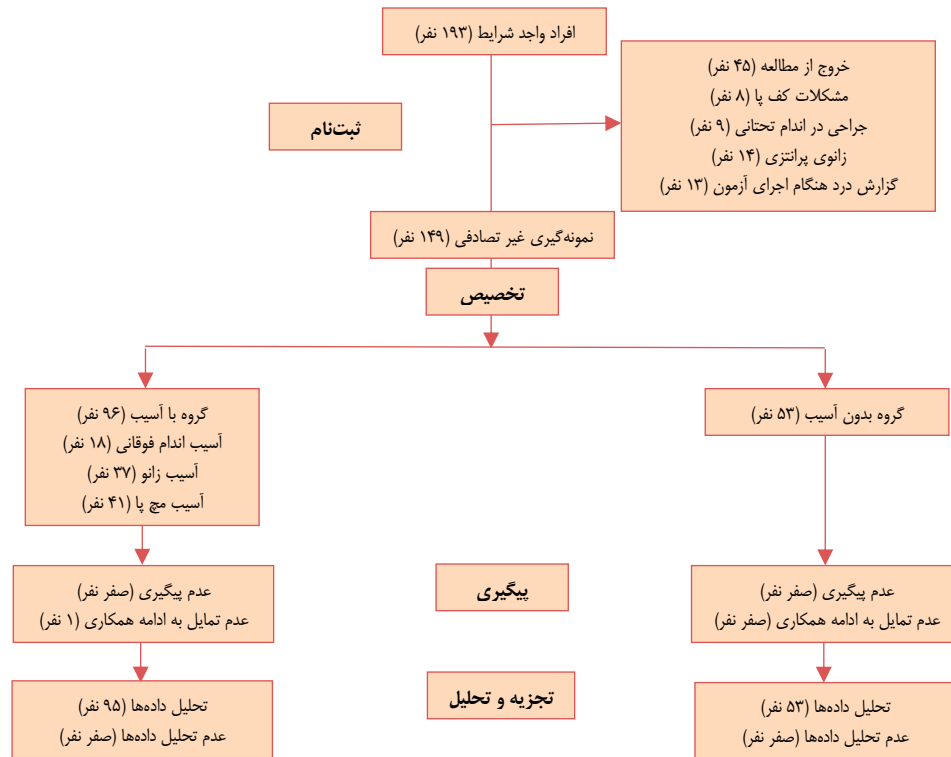 افراد واجد شرایط (۱۹۳ نفر)
خروج از مطالعه (۴۵ نفر)
مشکلات کف پا (۸ نفر)
جراحی در اندام تحتانی (۹ نفر)
زانوی پرانتزی (۱۴ نفر)
گزارش درد هنگام اجرای آزمون (۱۳ نفر)
ثبت‌نام
نمونه‌گیری غیر تصادفی (۱۴۹ نفر)
تخصیص
گروه بدون آسیب (۵۳ نفر)
گروه با آسیب (۹۶ نفر)
آسیب اندام فوقانی (۱۸ نفر)
آسیب زانو (۳۷ نفر)
آسیب مچ پا (۴۱ نفر)
عدم پیگیری (صفر نفر)
عدم تمایل به ادامه همکاری (صفر نفر)
پیگیری
عدم پیگیری (صفر نفر)
عدم تمایل به ادامه همکاری (۱ نفر)
تحلیل داده‌ها (۵۳ نفر)
عدم تحلیل داده‌ها (صفر نفر)
تجزیه و تحلیل
تحلیل داده‌ها (۹۵ نفر)
عدم تحلیل داده‌ها (صفر نفر)